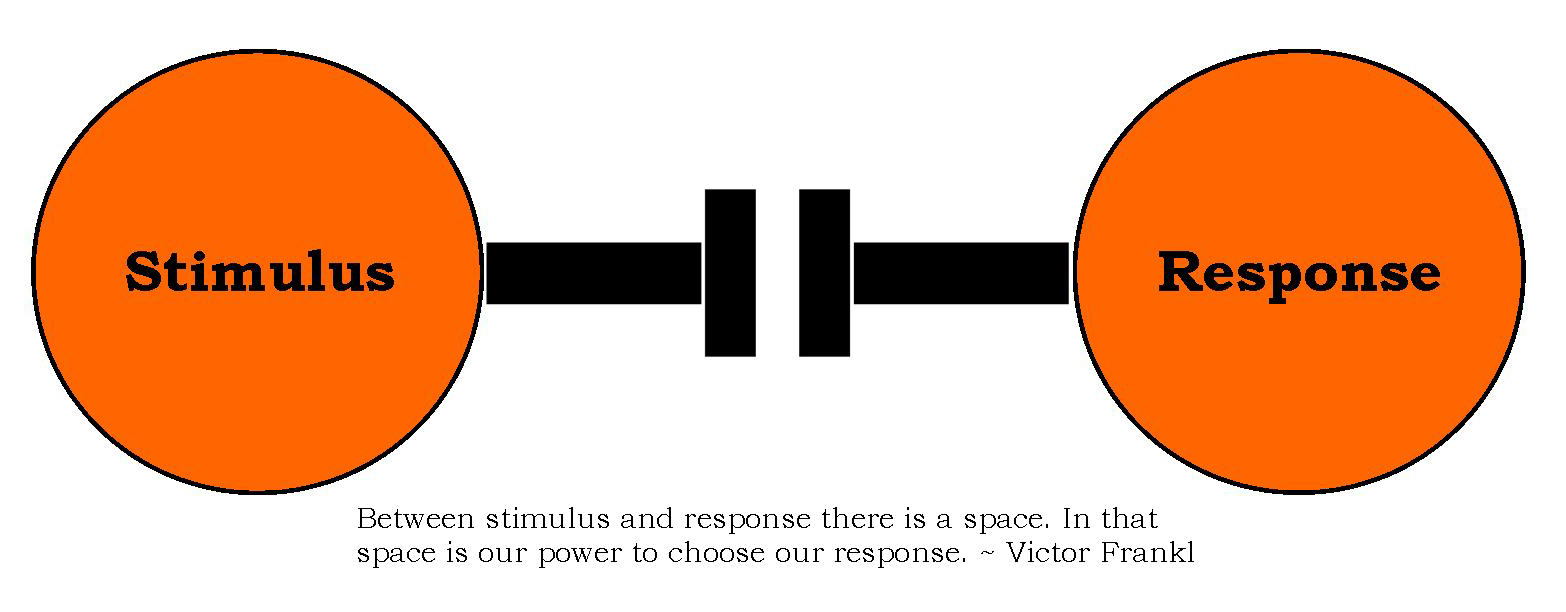 Stimulus
Response
Between stimulus and response there is a space. In that
space is our power to choose our response. ~ Victor Frankl